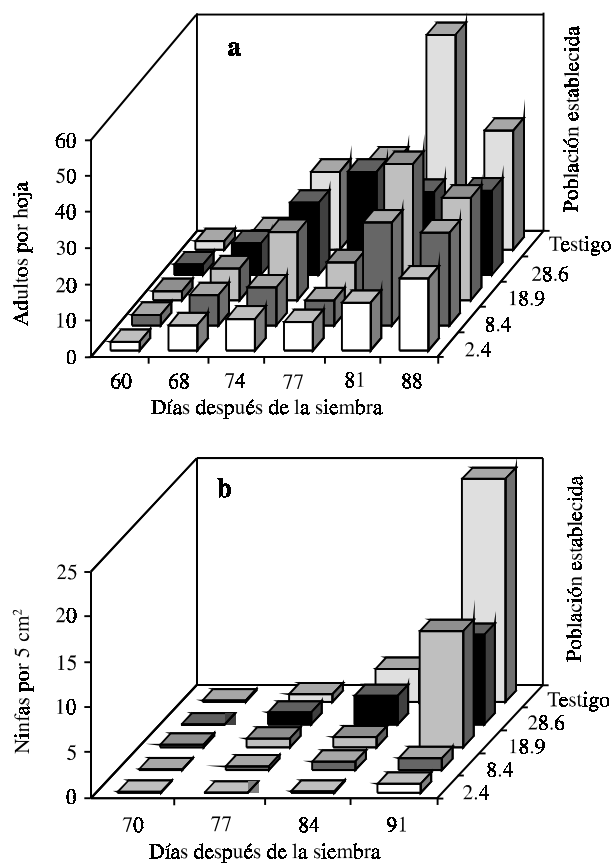 a
60
50
40
30
20
10
0
Adultos por hoja
60 68 74 77 81 88
Días después de la siembra
Población establecida
Testigo
28.6
18.9
8.4
2.4
b
25
20
15
10
5
0
Ninfas por 5 cm²
70 77 84 91
Días después de la siembra
Población establecida
Testigo
28.6
18.9
8.4
2.4